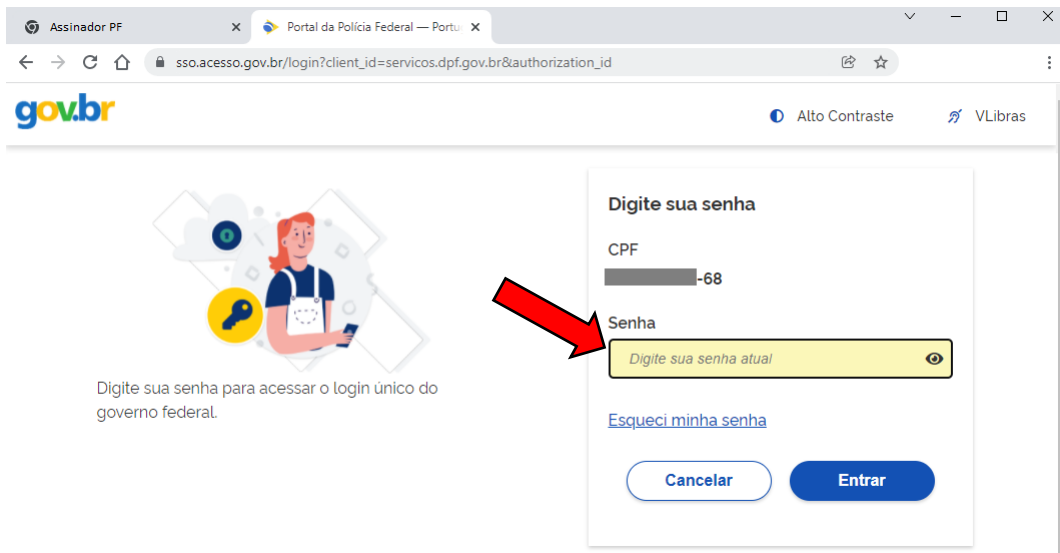 Assinador PF
Portal da Polícia Federal — Portu
sso.acesso.gov.br/login?client_id=servicos.dpf.gov.br&authorization_id
gov.br
Alto Contraste
VLibras
Digite sua senha
CPF
-68
Senha
Digite sua senha atual
Digite sua senha para acessar o login único do
governo federal.
Esqueci minha senha
Cancelar
Entrar